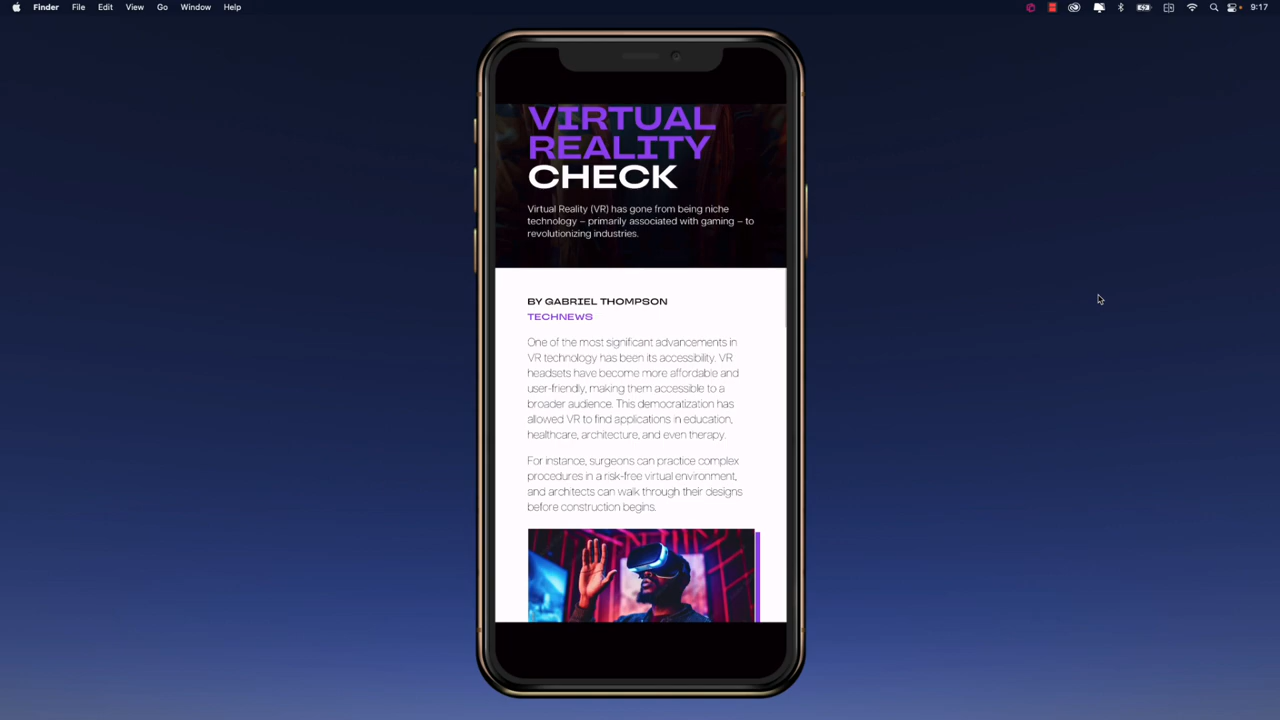 Finder File Edit View Go Window Help 9:17
VIRTUAL
REALITY
CHECK
Virtual Reality (VR) has gone from being niche
technology – primarily associated with gaming – to
revolutionizing industries.
BY GABRIEL THOMPSON
TECHNEWS
One of the most significant advancements in
VR technology has been its accessibility. VR
headsets have become more affordable and
user-friendly, making them accessible to a
broader audience. This democratization has
allowed VR to find applications in education,
healthcare, architecture, and even therapy.
For instance, surgeons can practice complex
procedures in a risk-free virtual environment,
and architects can walk through their designs
before construction begins.